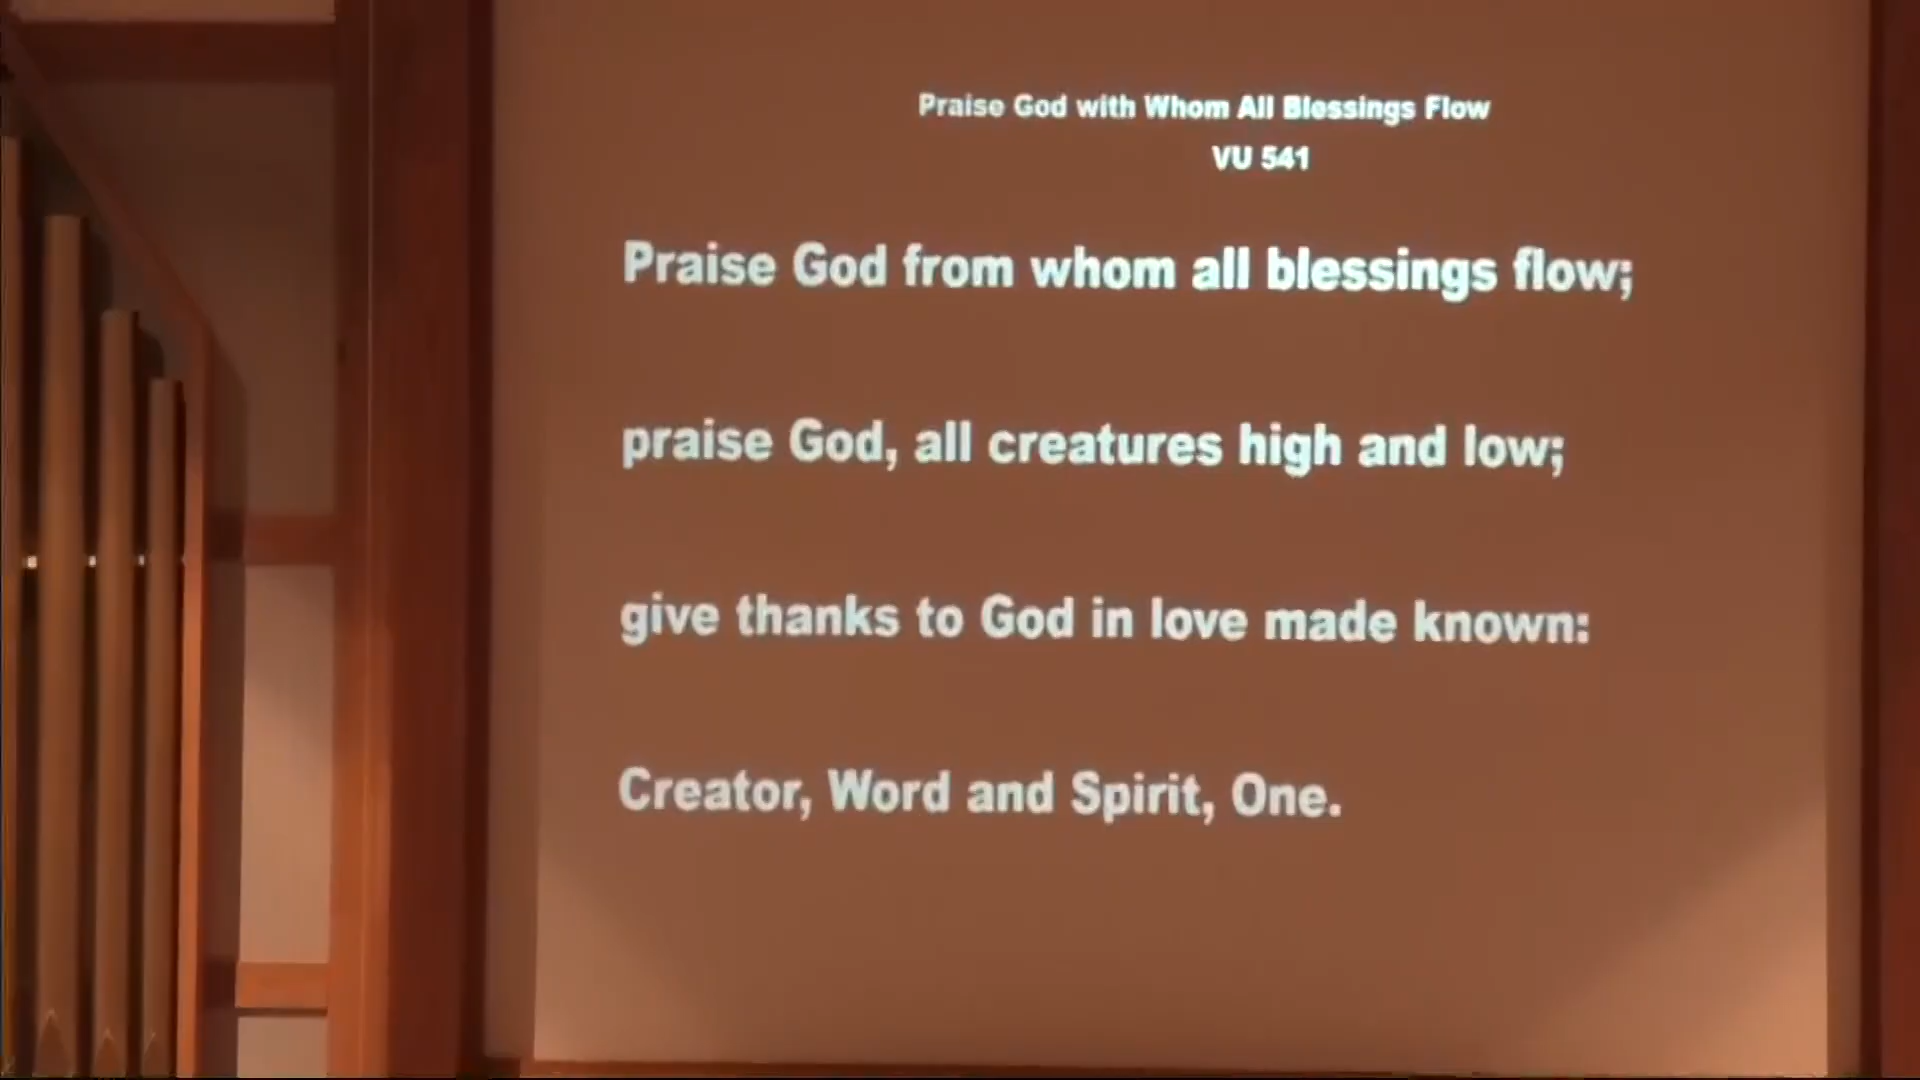 Praise God with Whom All Blessings Flow
VU 541
Praise God from whom all blessings flow;
praise God, all creatures high and low;
give thanks to God in love made known:
Creator, Word and Spirit, One.